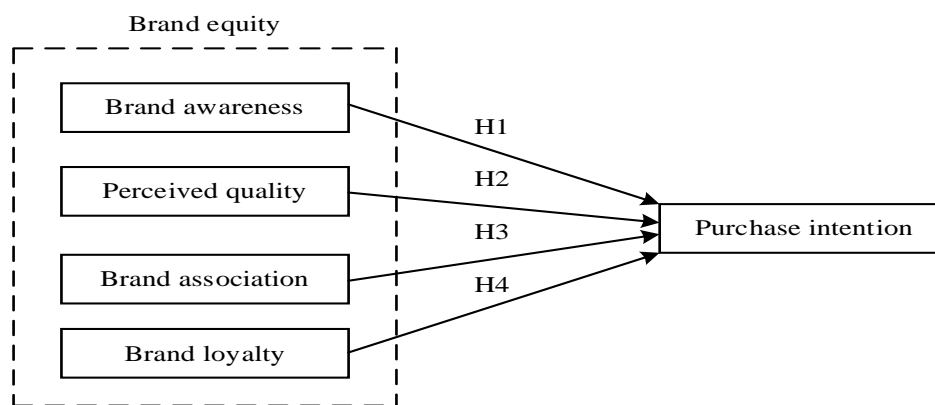 Brand equity
Brand awareness
H1
Perceived quality
H2
Purchase intention
H3
Brand association
H4
Brand loyalty